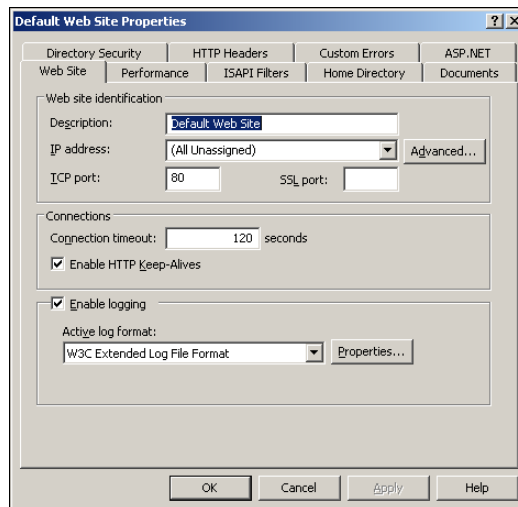 Default Web Site Properties
Directory Security HTTP Headers Custom Errors ASP.NET
Web Site Performance ISAPI Filters Home Directory Documents
Web site identification
Description: Default Web Site
IP address: (All Unassigned) Advanced...
TCP port: 80 SSL port:
Connections
Connection timeout: 120 seconds
Enable HTTP Keep-Alives
Enable logging
Active log format:
W3C Extended Log File Format Properties...
OK Cancel Apply Help